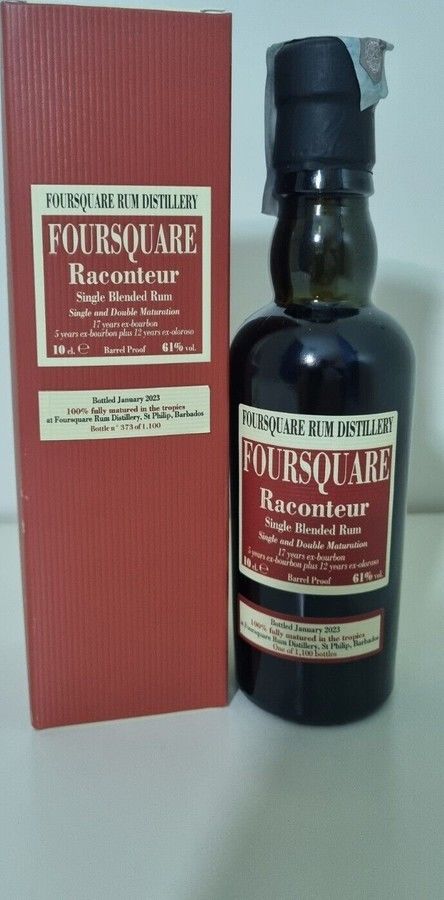 FOURSQUARE RUM DISTILLERY
FOURSQUARE
Raconteur
Single Blended Rum
Single and Double Maturation
17 years ex-bourbon
5 years ex-bourbon plus 12 years ex-oloroso
10 cl. ℮ Barrel Proof 61% vol.
Bottled January 2023
100% fully matured in the tropics
at Foursquare Rum Distillery, St Philip, Barbados
Bottle n° 373 of 1,100
FOURSQUARE RUM DISTILLERY
FOURSQUARE
Raconteur
Single Blended Rum
Single and Double Maturation
17 years ex-bourbon
5 years ex-bourbon plus 12 years ex-oloroso
10 cl. ℮ Barrel Proof 61% vol.
Bottled January 2023
100% fully matured in the tropics
at Foursquare Rum Distillery, St Philip, Barbados
One of 1,100 bottles